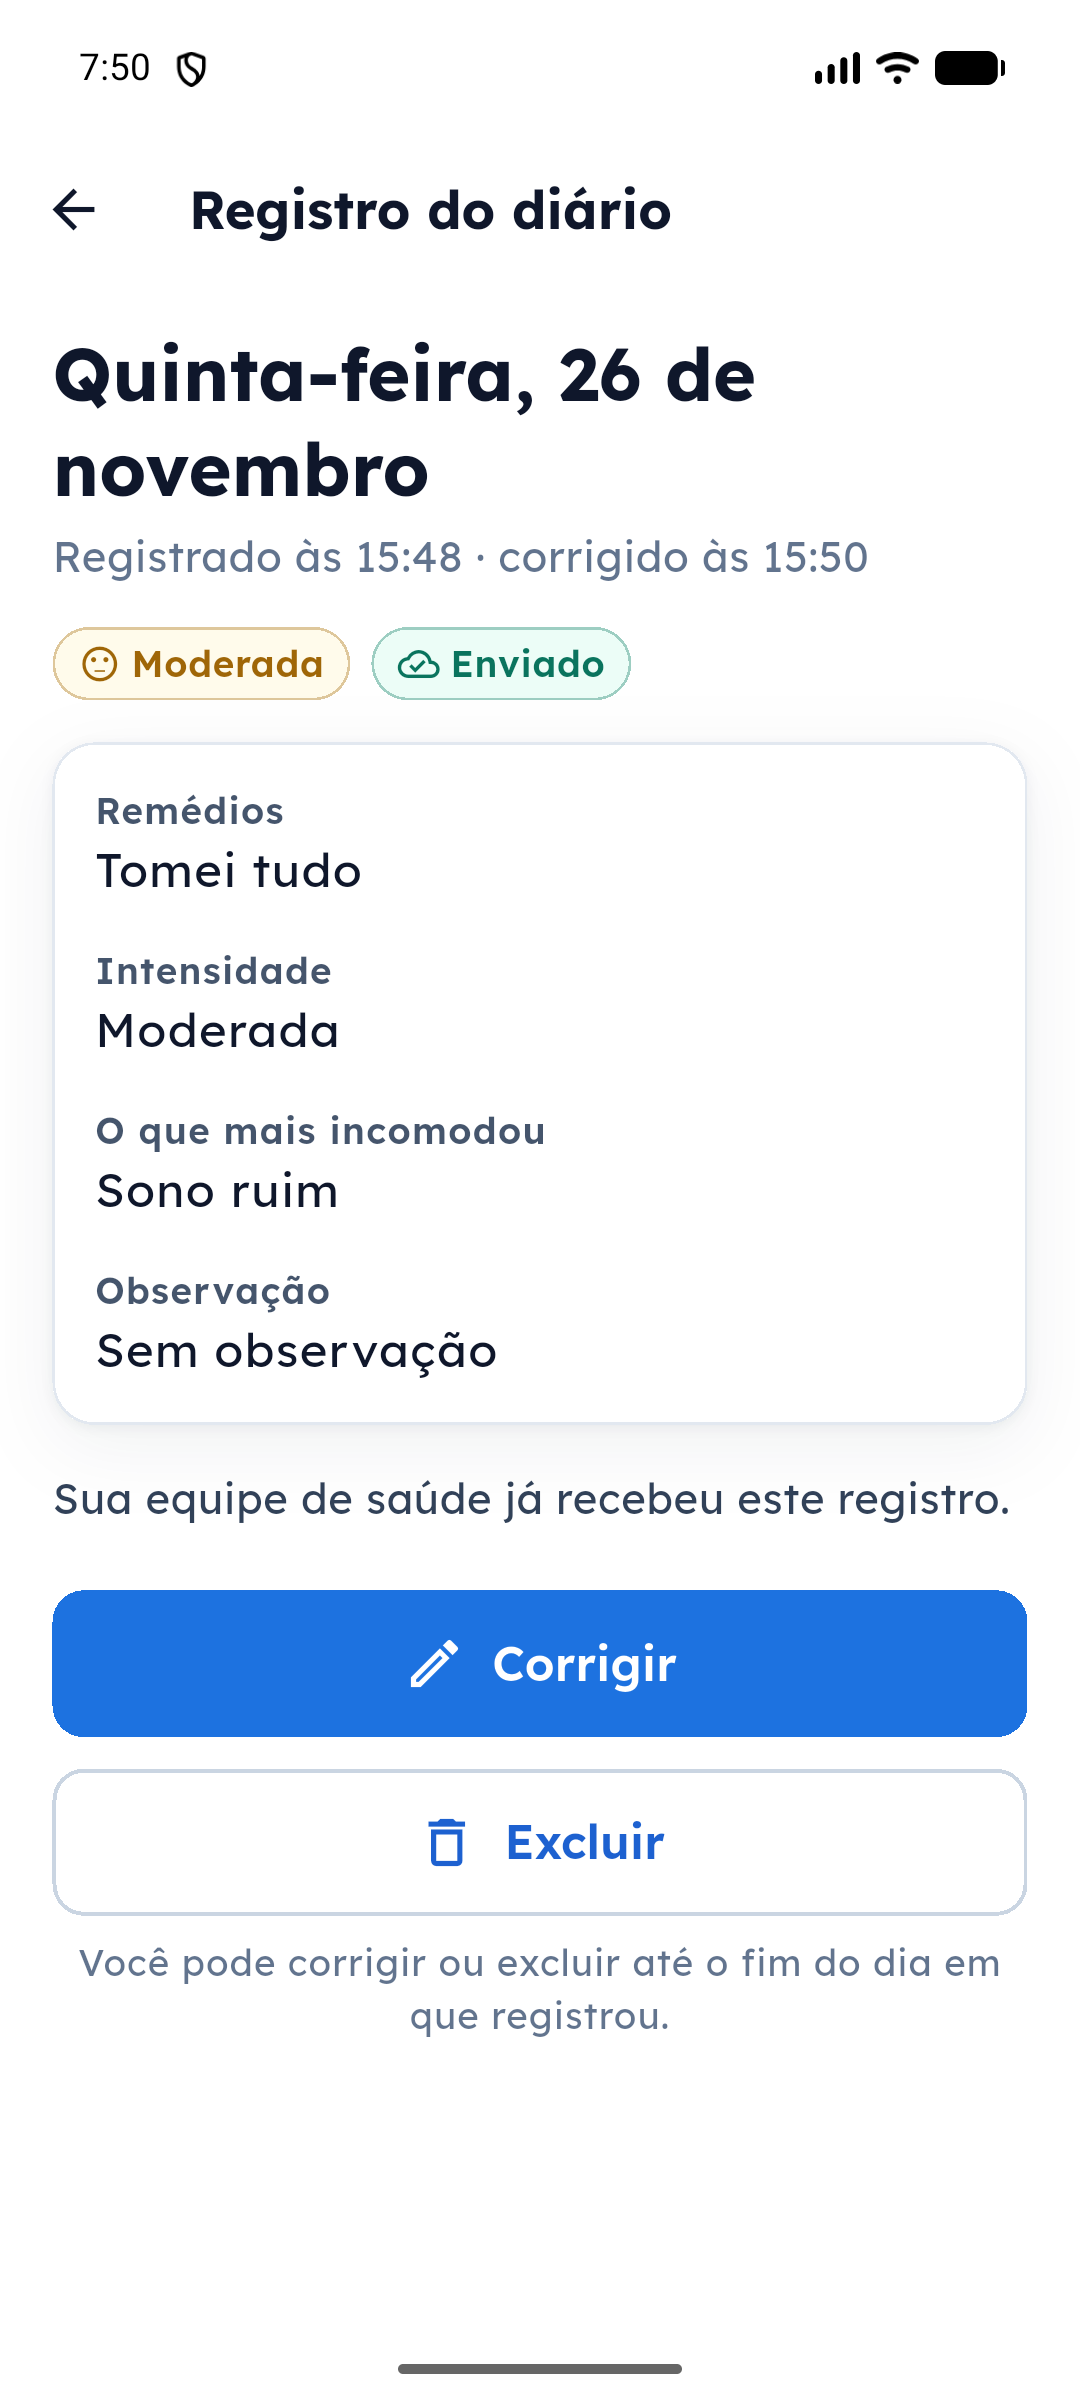 7:50
Registro do diário
Quinta-feira, 26 de
novembro
Registrado às 15:48 · corrigido às 15:50
Moderada
Enviado
Remédios
Tomei tudo
Intensidade
Moderada
O que mais incomodou
Sono ruim
Observação
Sem observação
Sua equipe de saúde já recebeu este registro.
Corrigir
Excluir
Você pode corrigir ou excluir até o fim do dia em
que registrou.